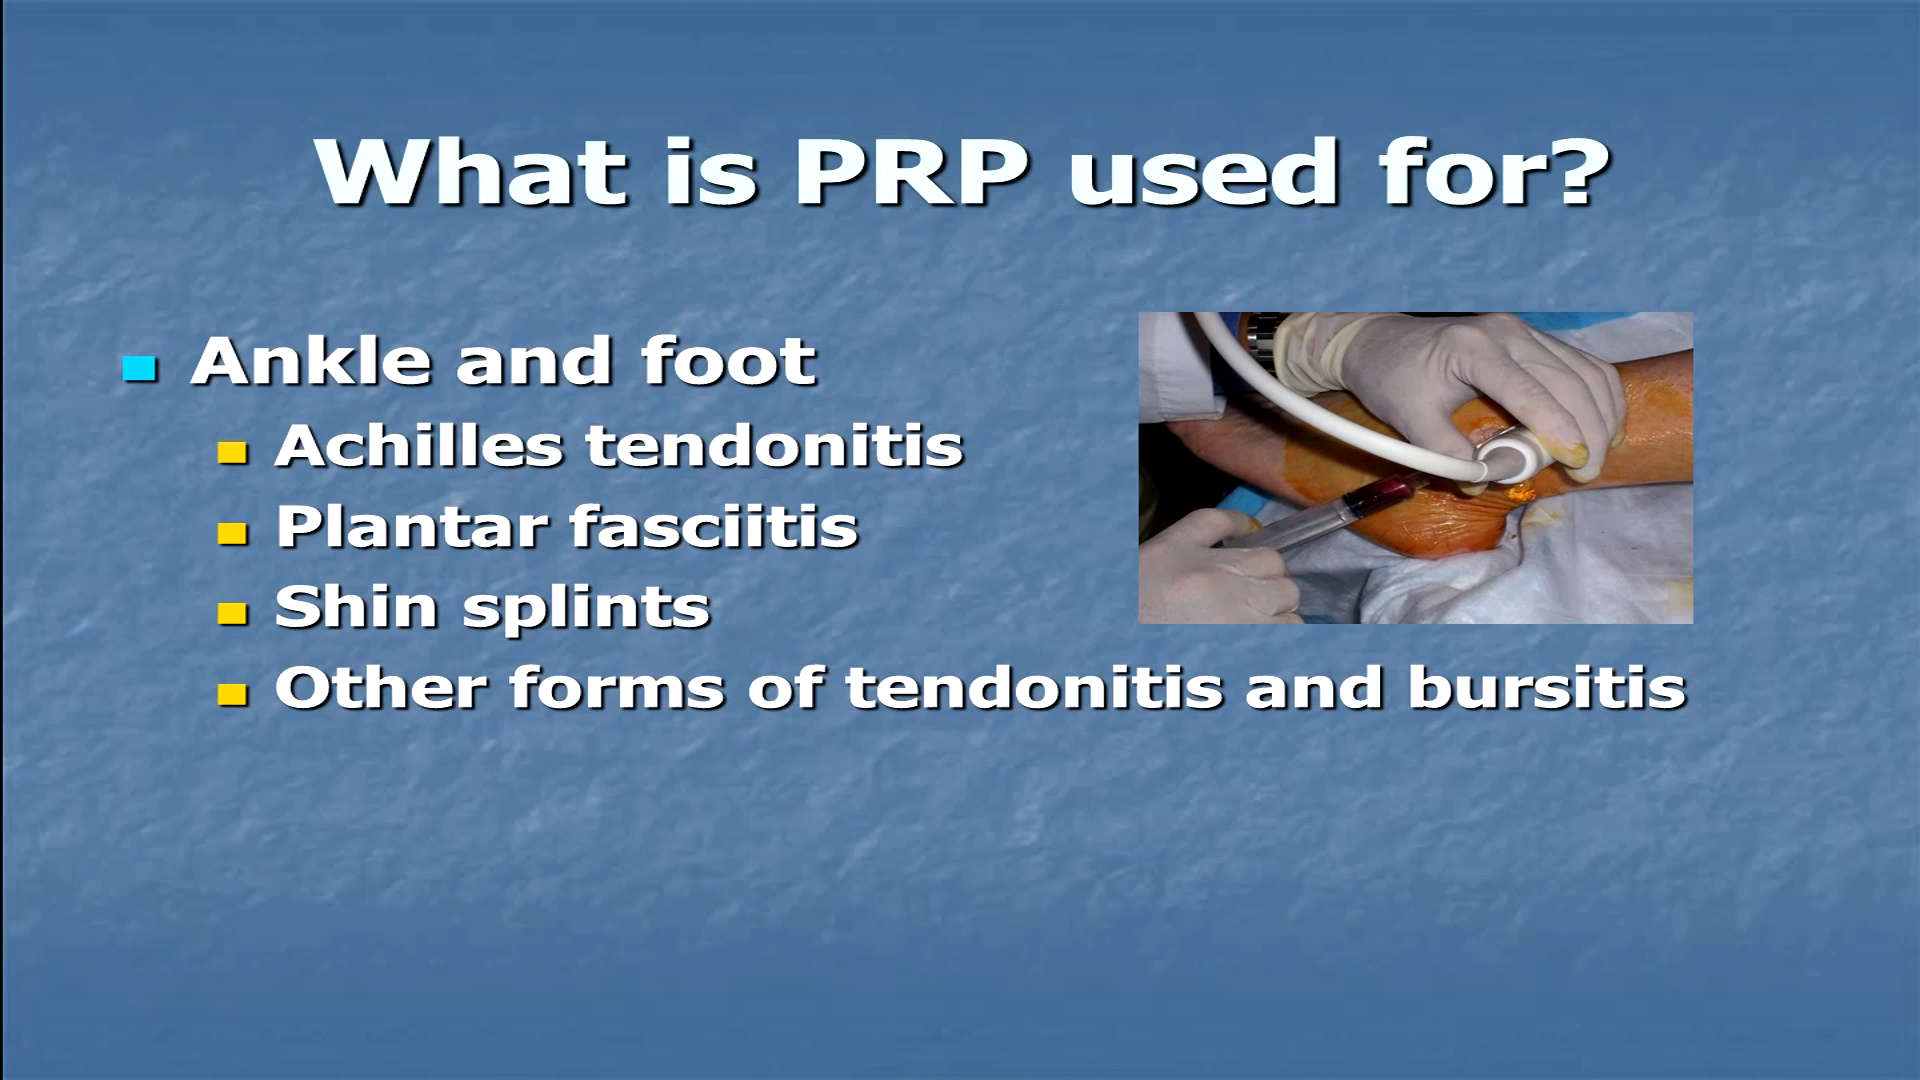 What is PRP used for?
Ankle and foot
Achilles tendonitis
Plantar fasciitis
Shin splints
Other forms of tendonitis and bursitis